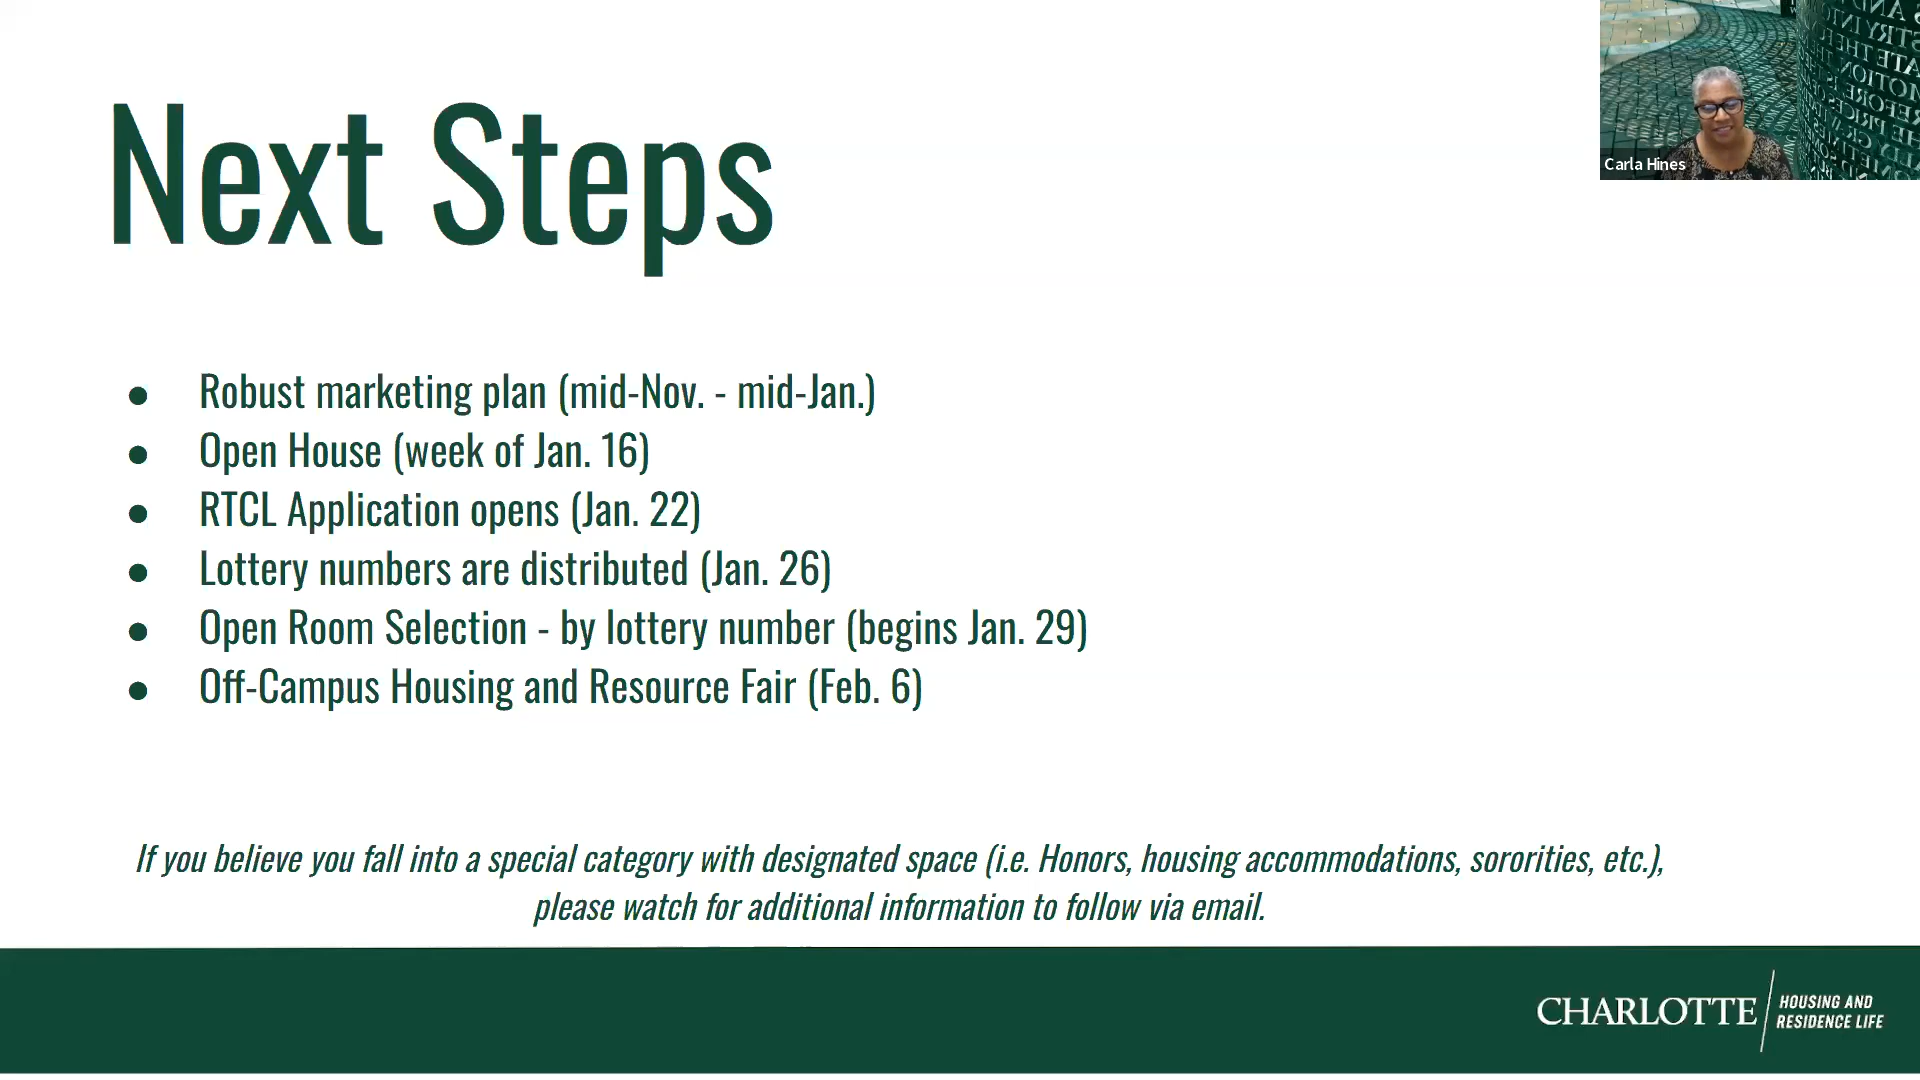 Next Steps
Carla Hines
● Robust marketing plan (mid-Nov. - mid-Jan.)
● Open House (week of Jan. 16)
● RTCL Application opens (Jan. 22)
● Lottery numbers are distributed (Jan. 26)
● Open Room Selection - by lottery number (begins Jan. 29)
● Off-Campus Housing and Resource Fair (Feb. 6)
If you believe you fall into a special category with designated space (i.e. Honors, housing accommodations, sororities, etc.),
please watch for additional information to follow via email.
CHARLOTTE
HOUSING AND
RESIDENCE LIFE